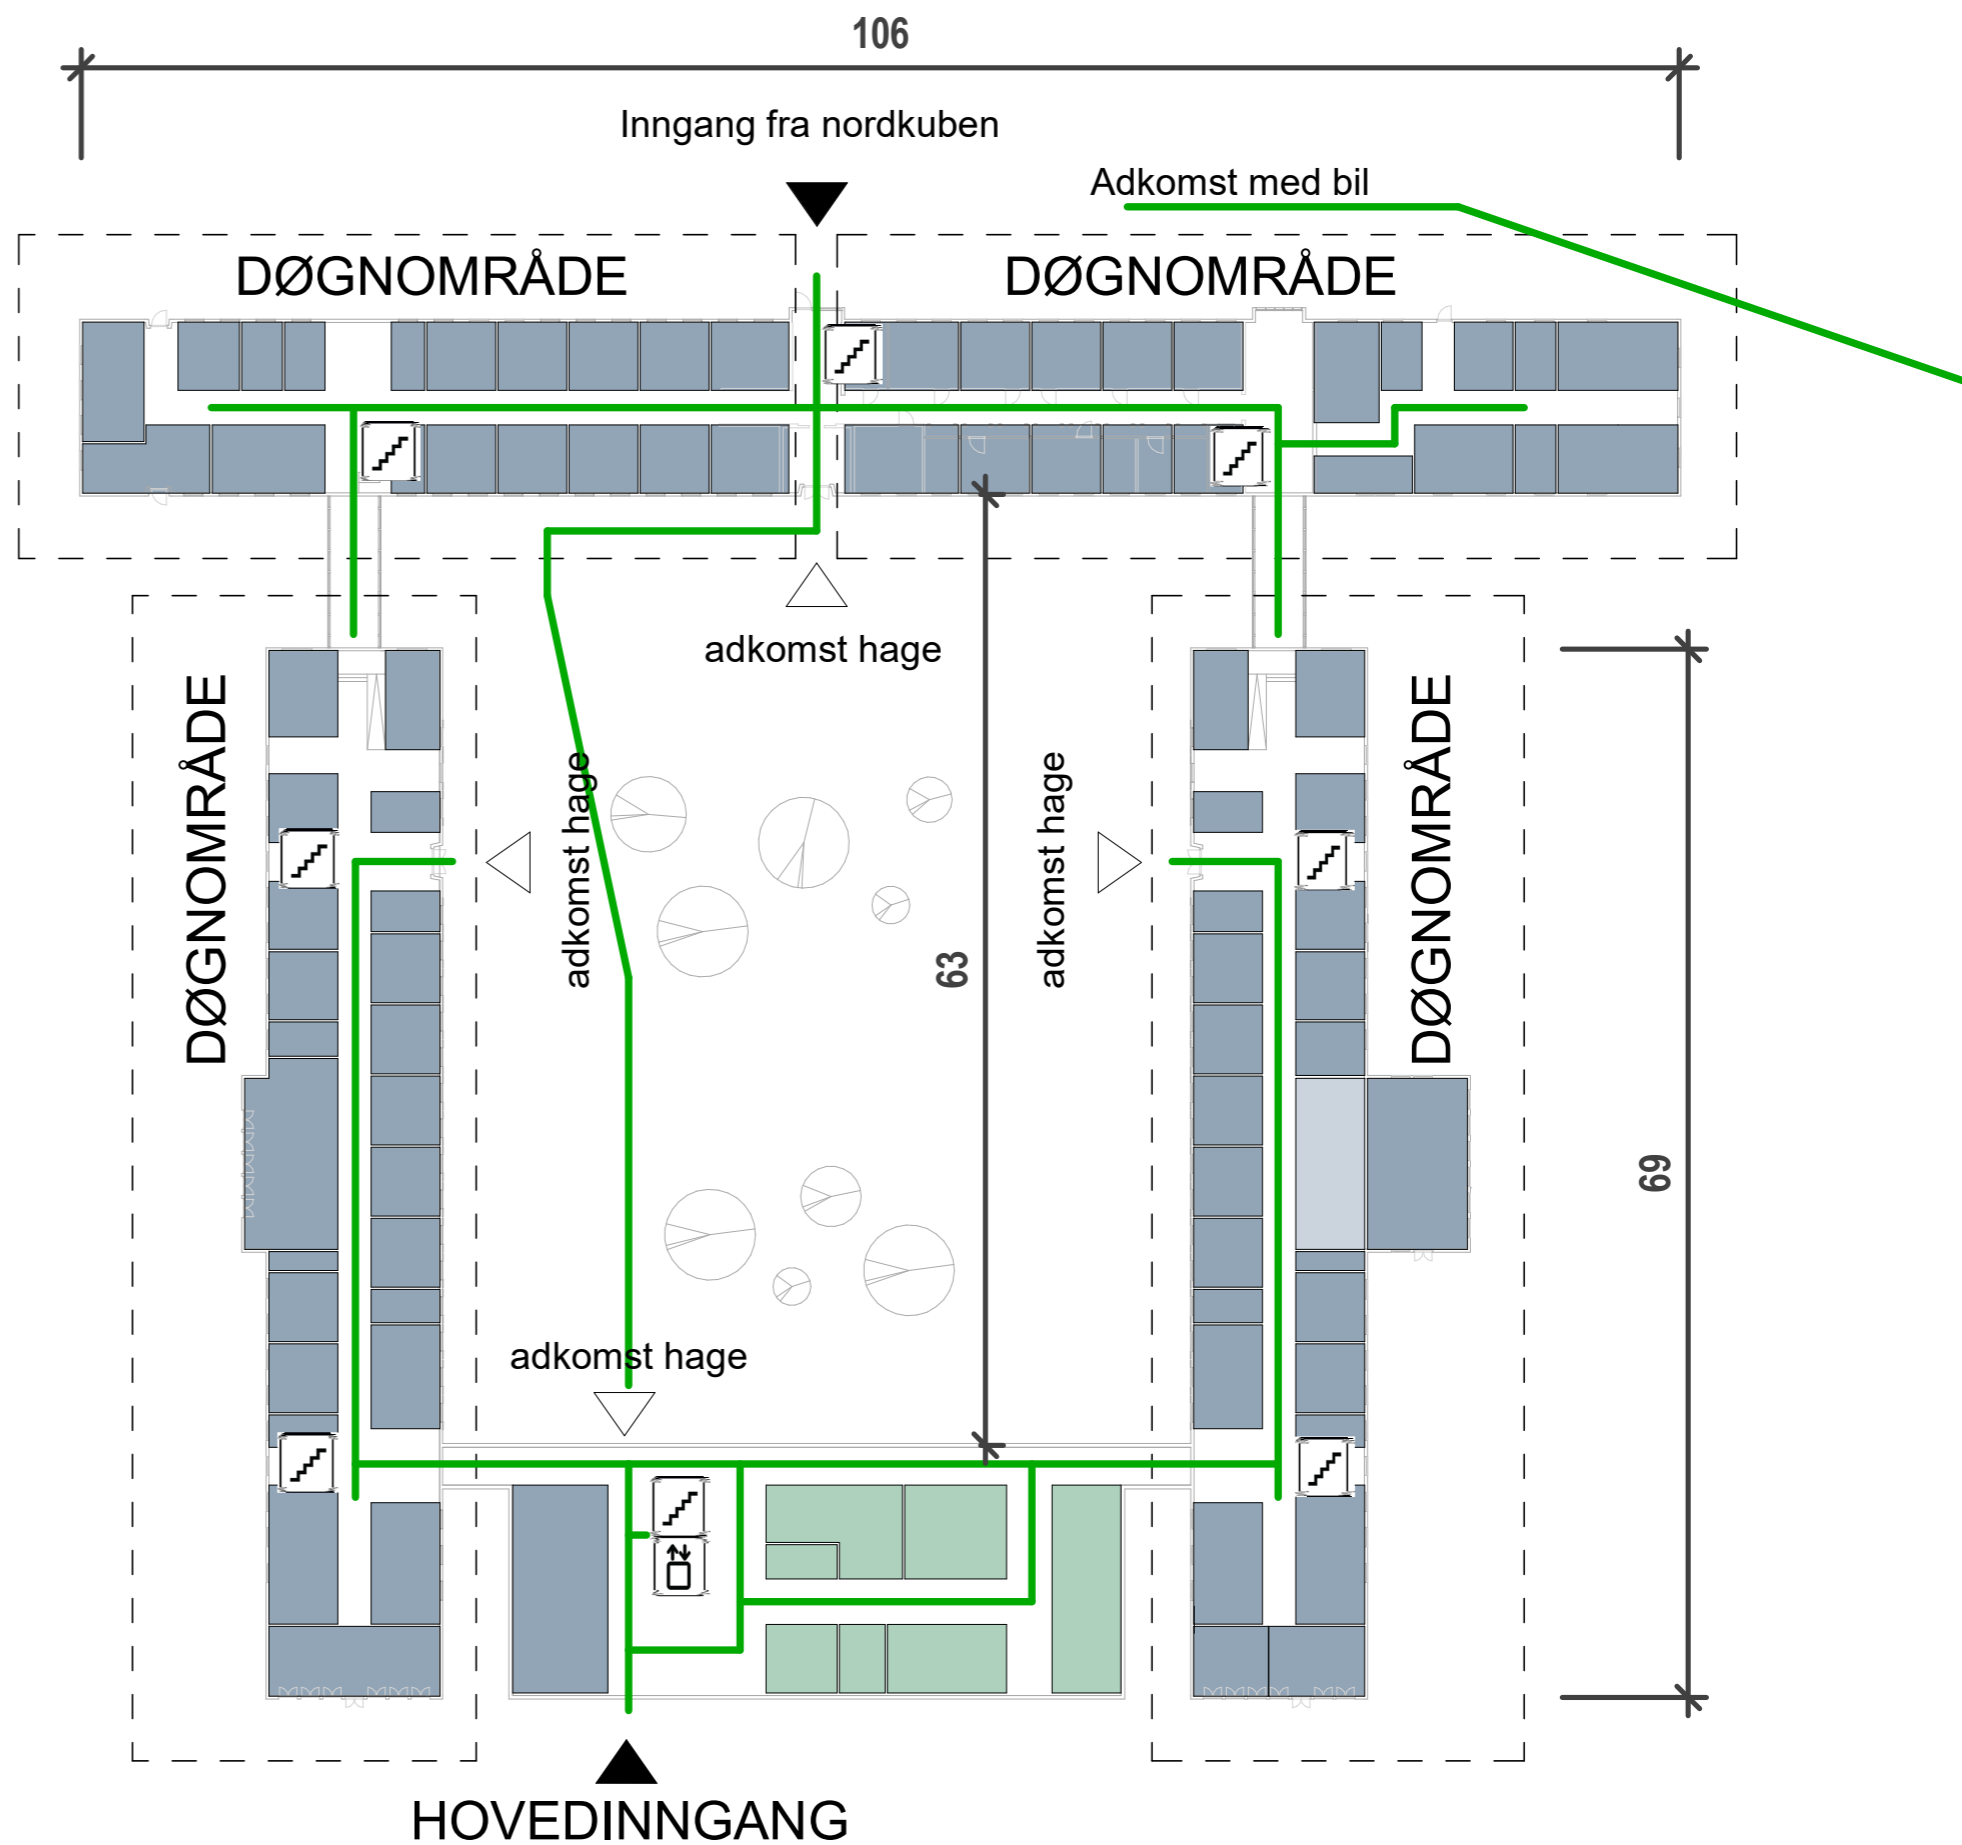 106
Inngang fra nordkuben
Adkomst med bil
DØGNOMRÅDE
DØGNOMRÅDE
adkomst hage
DØGNOMRÅDE
adkomst hage
adkomst hage
DØGNOMRÅDE
63
69
adkomst hage
HOVEDINNGANG